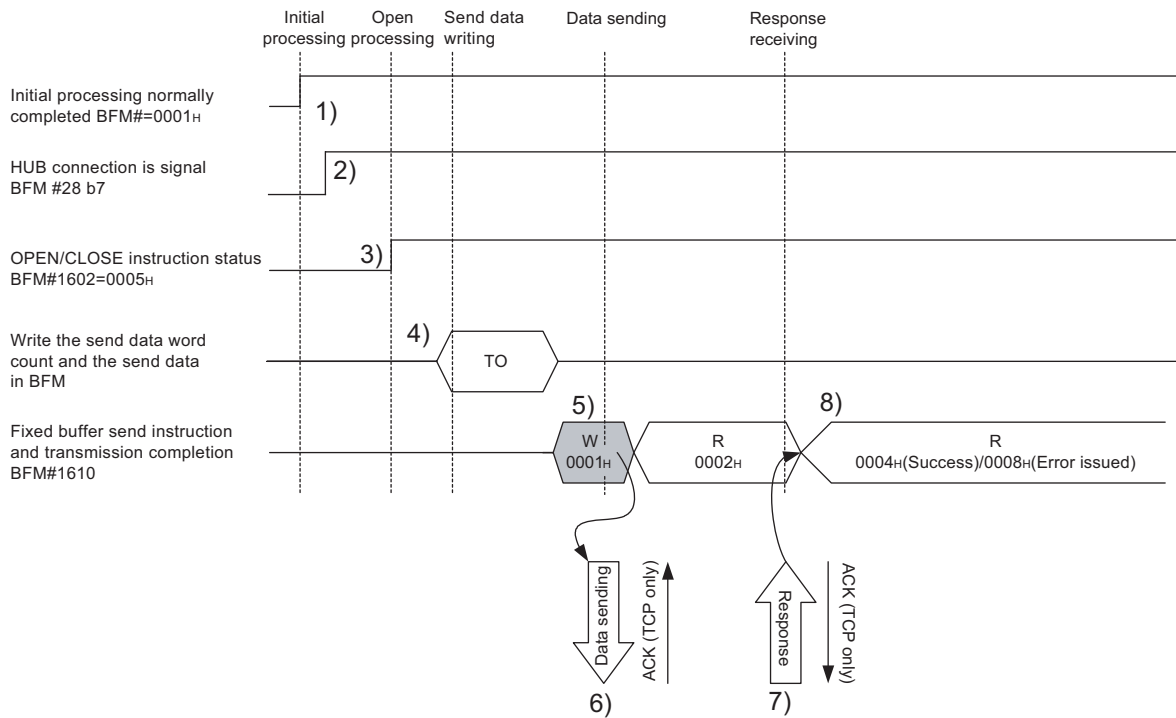 Initial
processing
Open
processing
Send data
writing
Data sending
Response
receiving
Initial processing normally
completed BFM#=0001H
1)
HUB connection is signal
BFM #28 b7
2)
OPEN/CLOSE instruction status
BFM#1602=0005H
3)
Write the send data word
count and the send data
in BFM
4)
TO
Fixed buffer send instruction
and transmission completion
BFM#1610
5)
W
0001H
R
0002H
8)
R
0004H(Success)/0008H(Error issued)
Data sending
ACK (TCP only)
6)
Response
ACK (TCP only)
7)